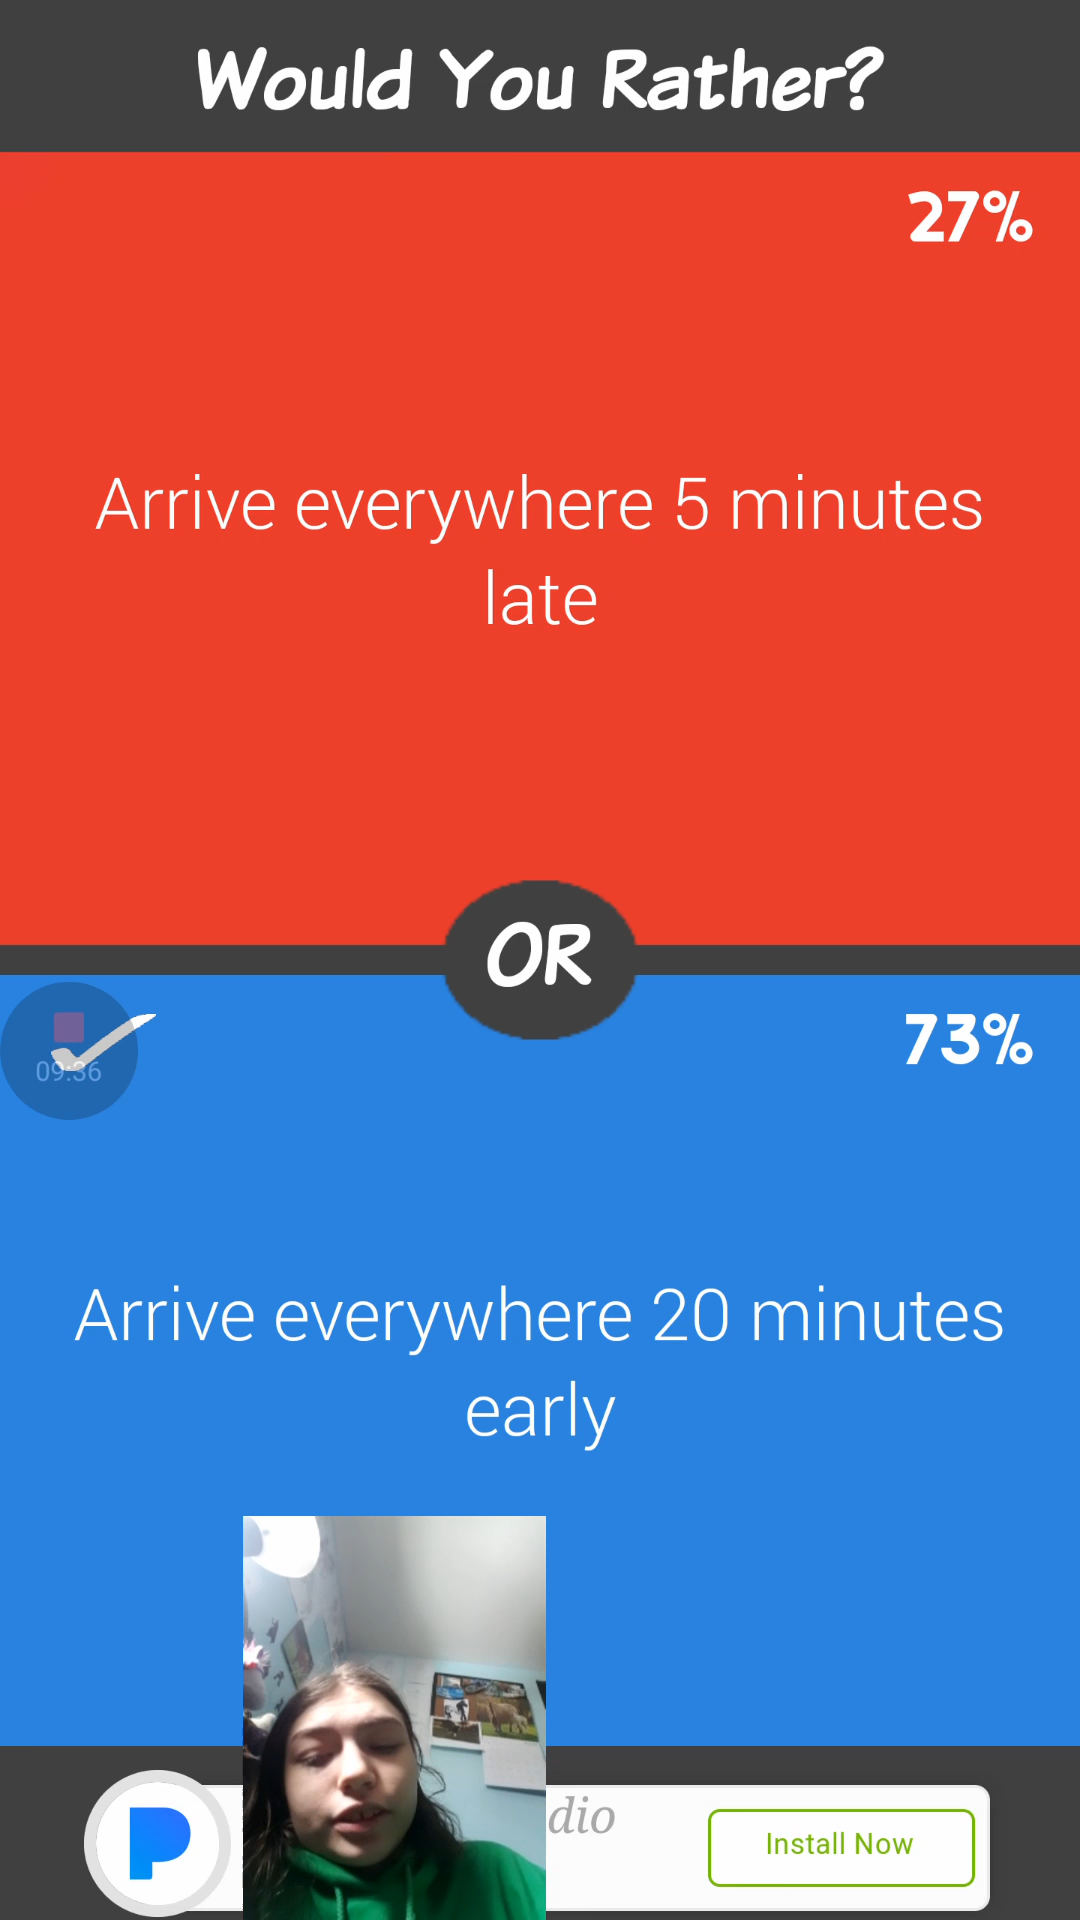 Would You Rather?
27%
Arrive everywhere 5 minutes
late
OR
09:36
73%
Arrive everywhere 20 minutes
early
dio
Install Now